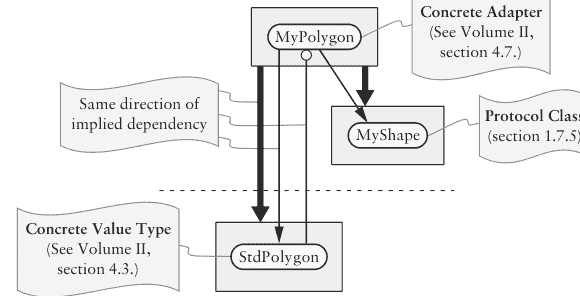 Concrete Adapter
(See Volume II,
section 4.7.)
MyPolygon
Same direction of
implied dependency
MyShape
Protocol Class
(section 1.7.5)
Concrete Value Type
(See Volume II,
section 4.3.)
StdPolygon